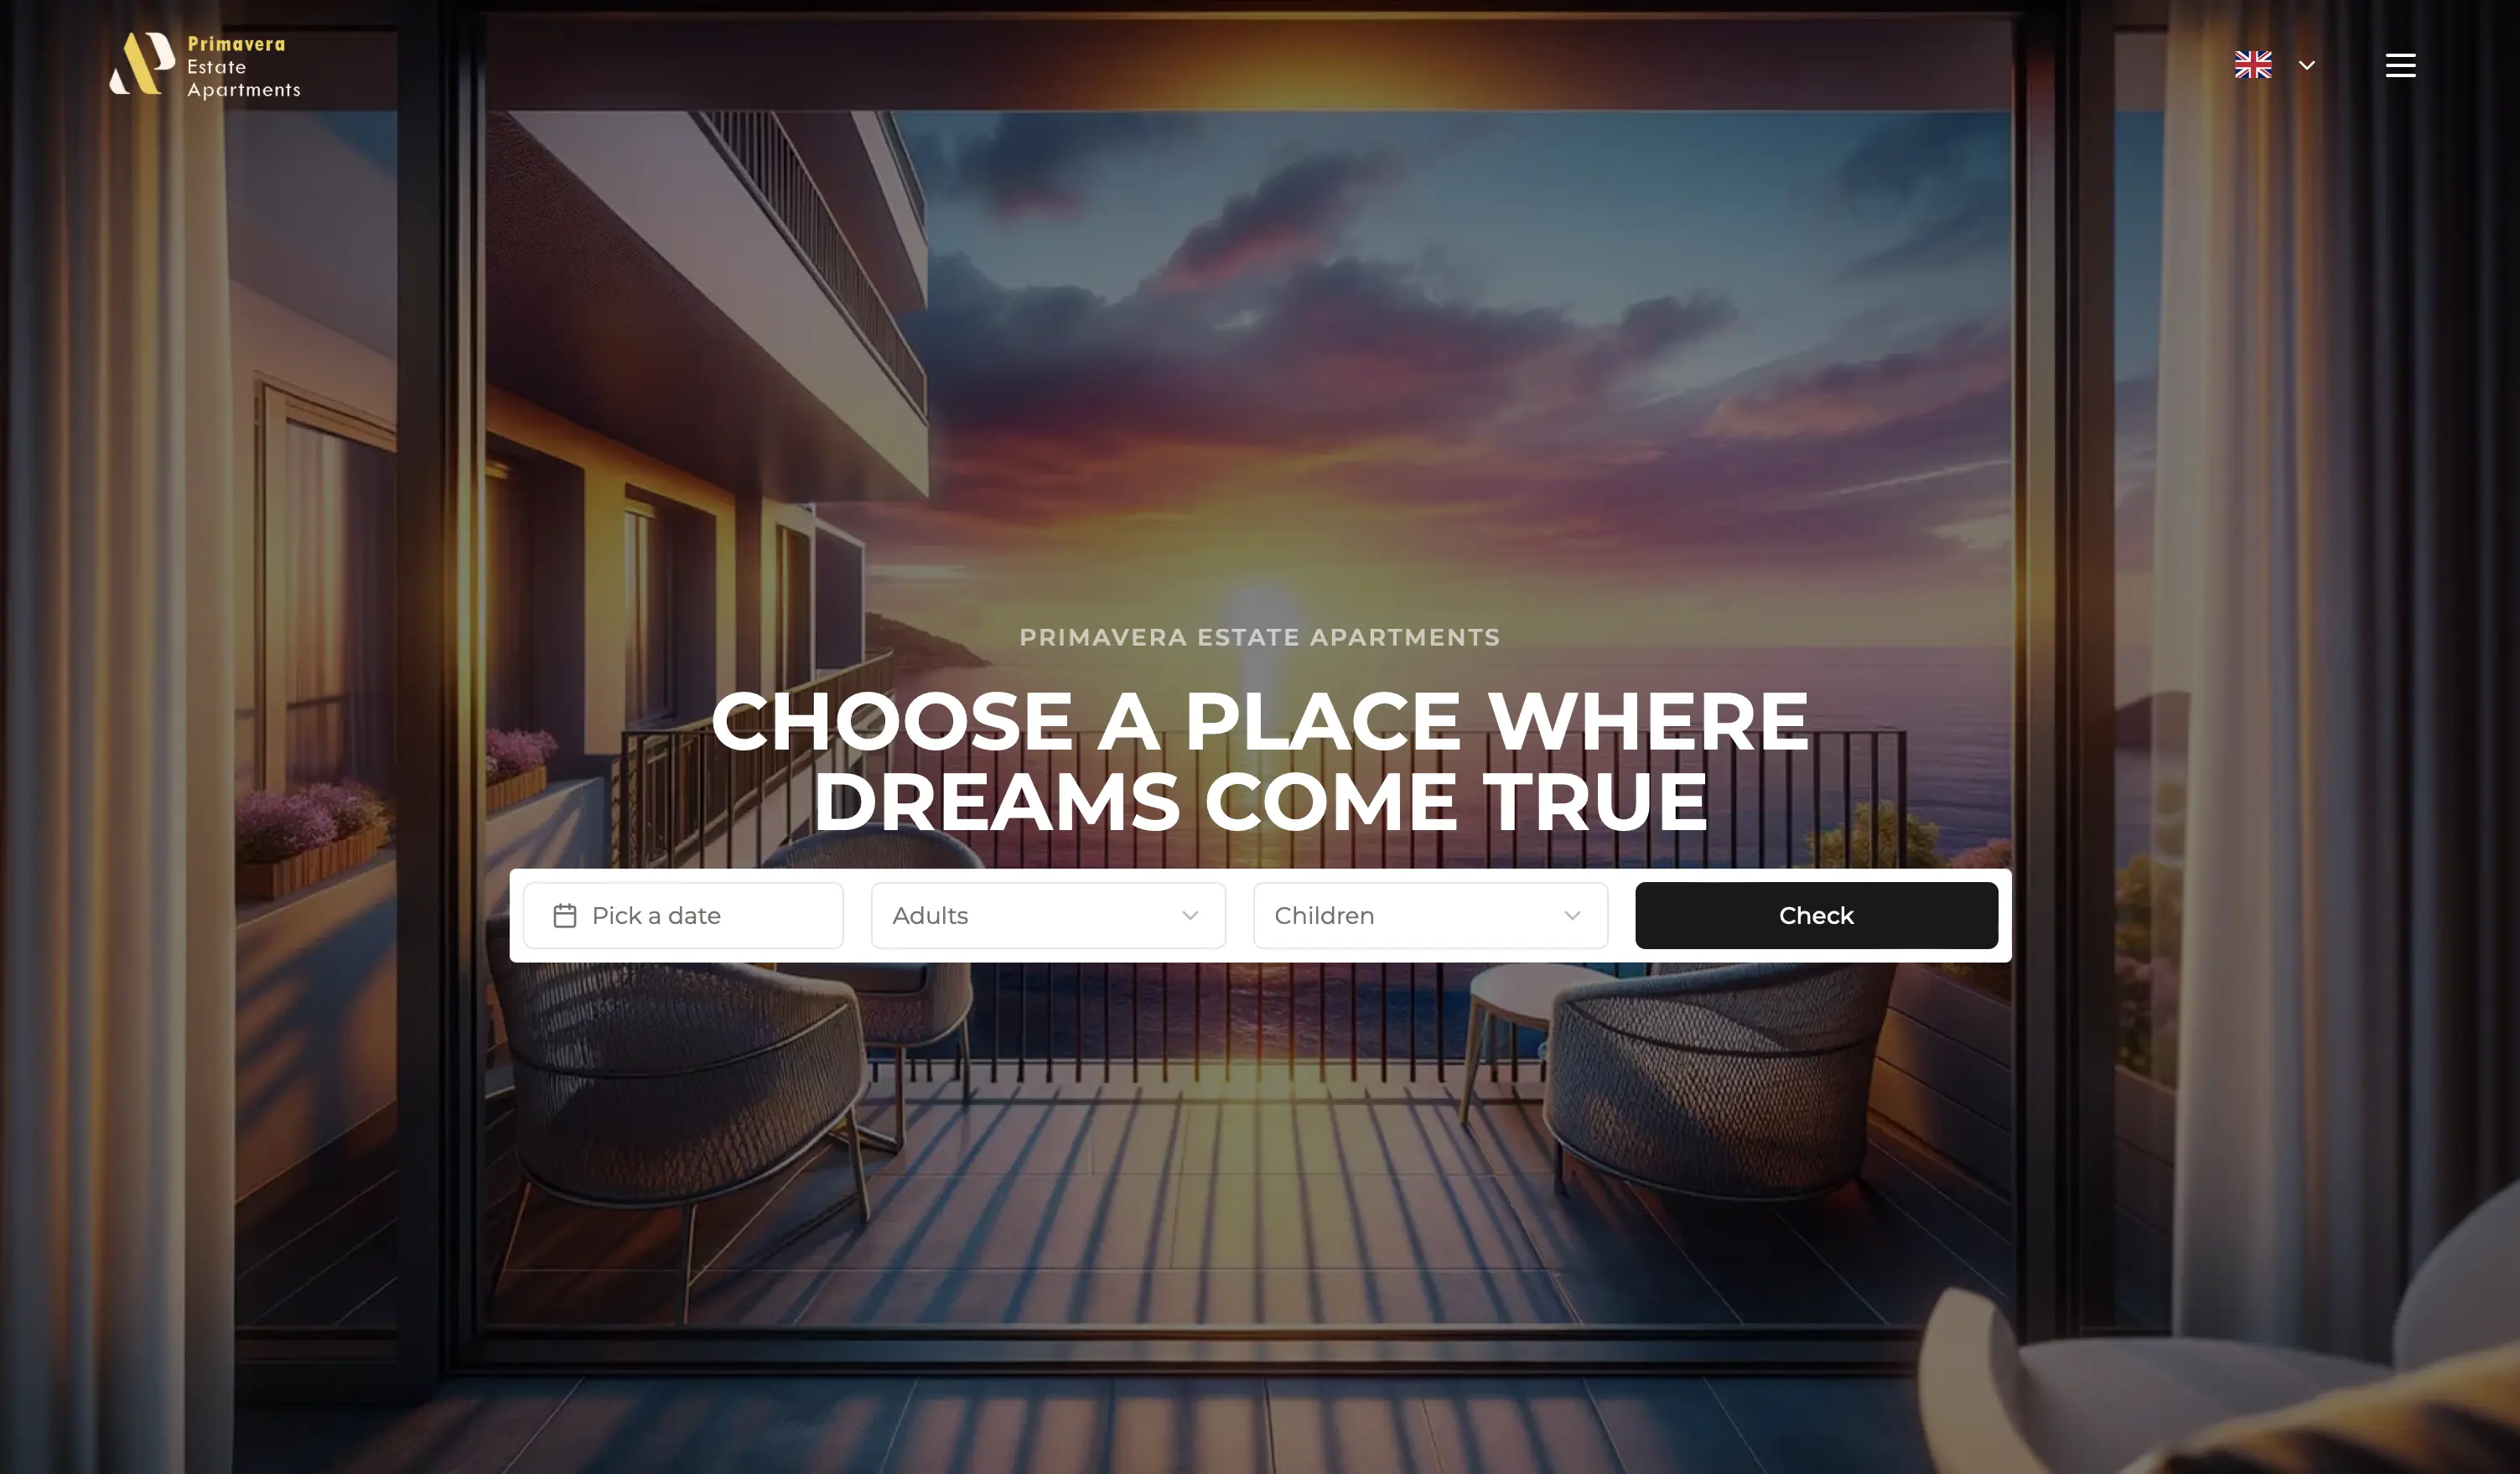 Primavera
Estate
Apartments
PRIMAVERA ESTATE APARTMENTS
CHOOSE A PLACE WHERE
DREAMS COME TRUE
Pick a date
Adults
Children
Check